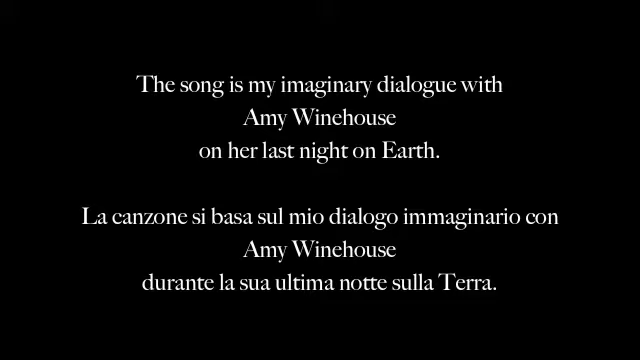 The song is my imaginary dialogue with
Amy Winehouse
on her last night on Earth.
La canzone si basa sul mio dialogo immaginario con
Amy Winehouse
durante la sua ultima notte sulla Terra.